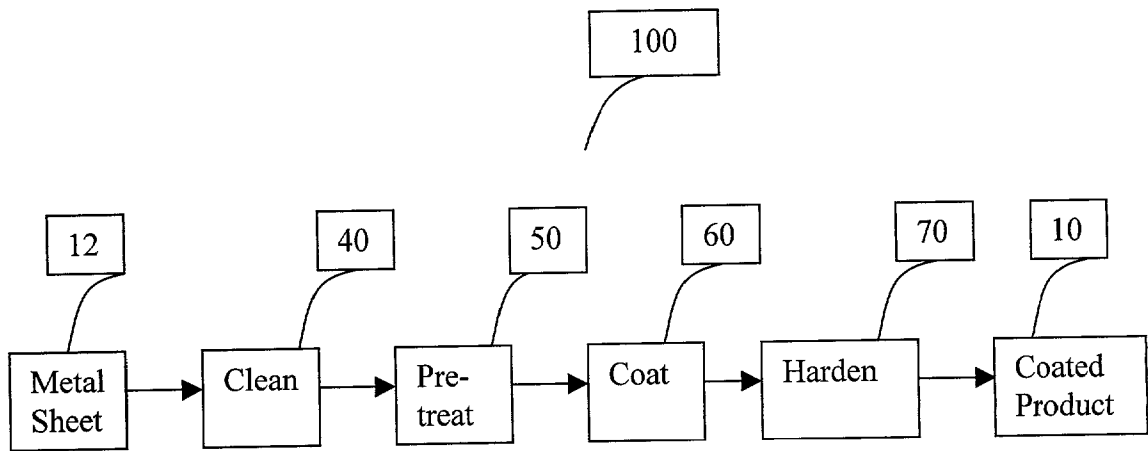 100
12
40
50
60
70
10
Metal
Sheet
Clean
Pre-
treat
Coat
Harden
Coated
Product